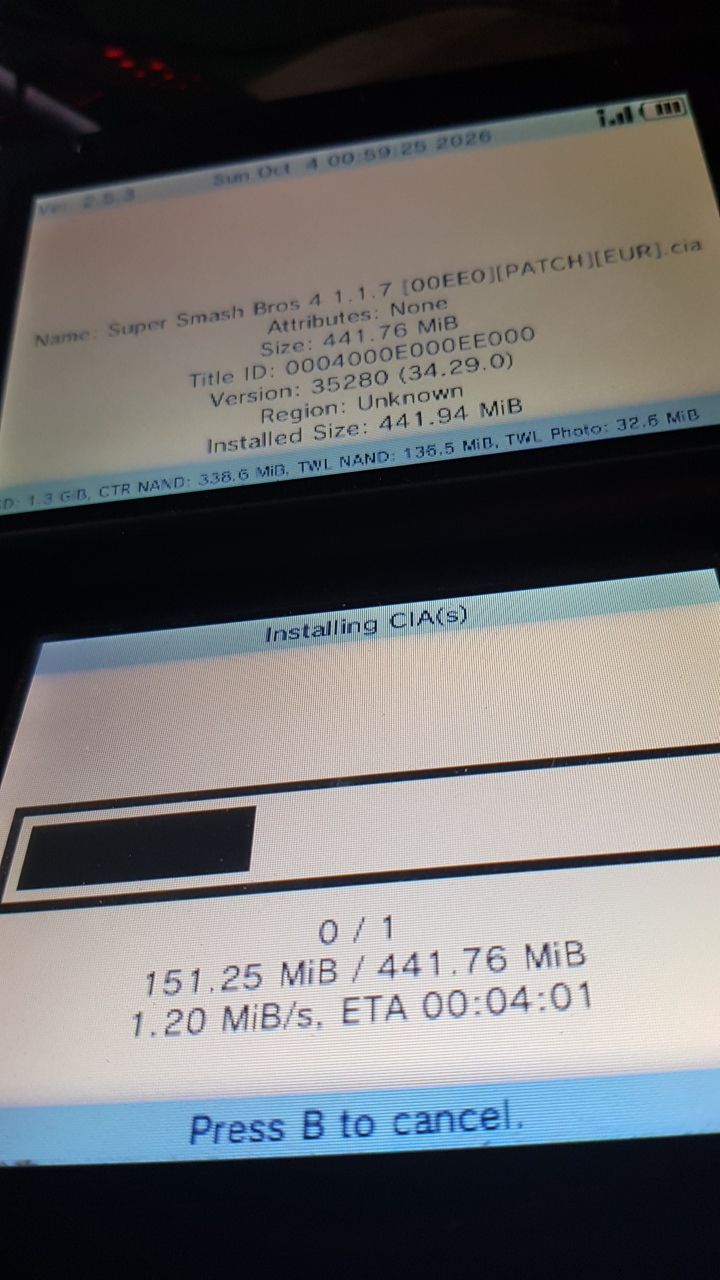 Ver. 2.5.3
Sun Oct 4 00:59:25 2026
Name: Super Smash Bros 4 1.1.7 [00EE0][PATCH][EUR].cia
Attributes: None
Size: 441.76 MiB
Title ID: 0004000E000EE000
Version: 35280 (34.29.0)
Region: Unknown
Installed Size: 441.94 MiB
D: 1.3 GiB, CTR NAND: 338.6 MiB, TWL NAND: 136.5 MiB, TWL Photo: 32.6 MiB
Installing CIA(s)
0 / 1
151.25 MiB / 441.76 MiB
1.20 MiB/s, ETA 00:04:01
Press B to cancel.